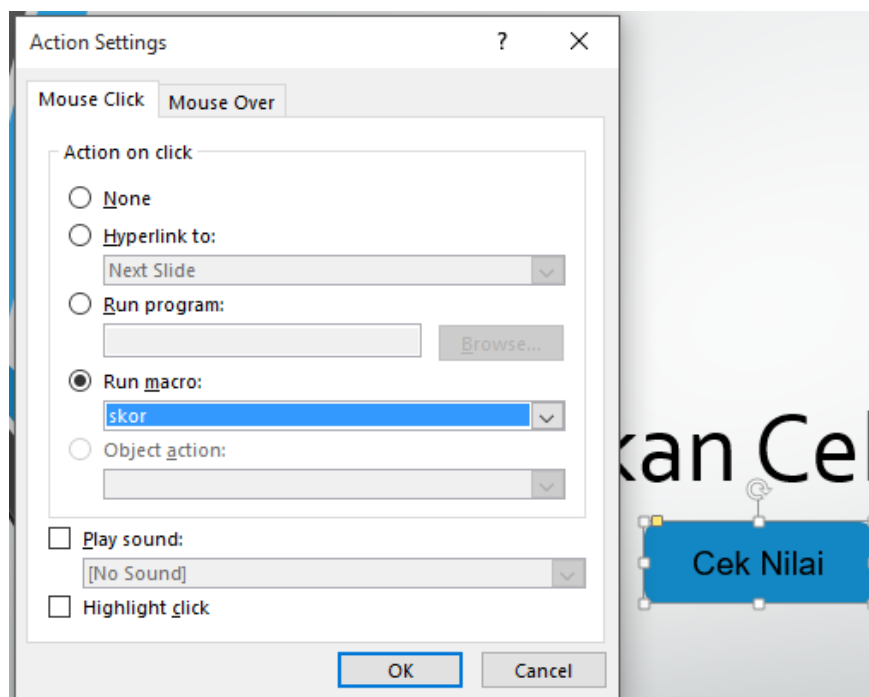 Action Settings
?
Mouse Click
Mouse Over
Action on click
None
Hyperlink to:
Next Slide
Run program:
Browse...
Run macro:
skor
Object action:
Play sound:
[No Sound]
Highlight click
OK
Cancel
kan Cek
Cek Nilai